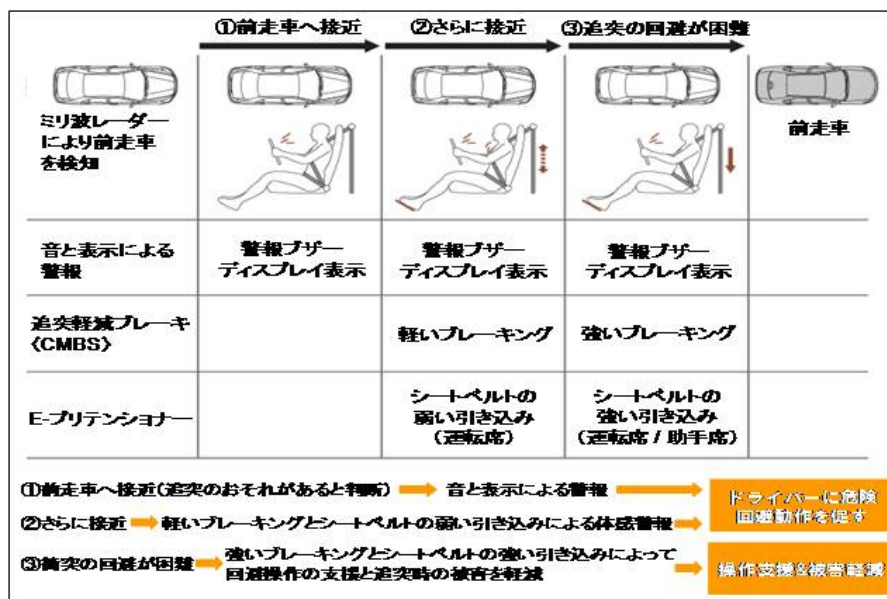 ①前走車へ接近
②さらに接近
③追突の回避が困難
ミリ波レーダー
により前走車
を検知
前走車
音と表示による
警報
警報ブザー
ディスプレイ表示
警報ブザー
ディスプレイ表示
警報ブザー
ディスプレイ表示
追突軽減ブレーキ
〈CMBS〉
軽いブレーキング
強いブレーキング
E-プリテンショナー
シートベルトの
弱い引き込み
(運転席)
シートベルトの
強い引き込み
(運転席 / 助手席)
①前走車へ接近(追突のおそれがあると判断)
音と表示による警報
②さらに接近
軽いブレーキングとシートベルトの弱い引き込みによる体感警報
ドライバーに危険
回避動作を促す
③衝突の回避が困難
強いブレーキングとシートベルトの強い引き込みによって
回避操作の支援と追突時の被害を軽減
操作支援&被害軽減